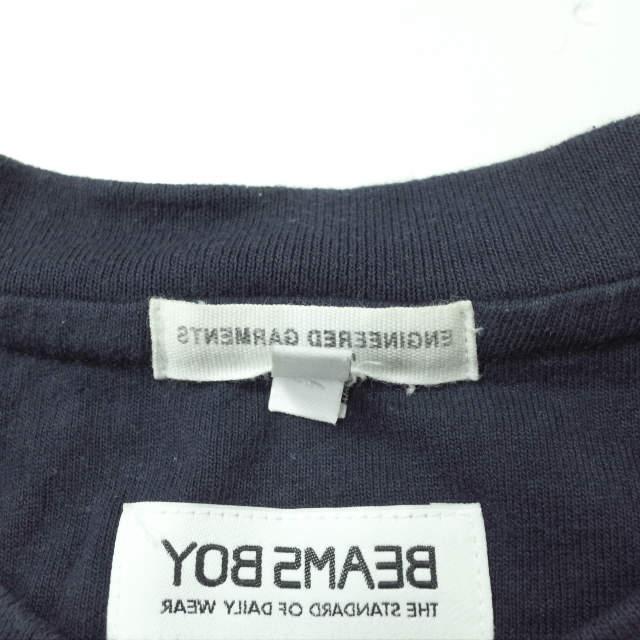 ENGINEERED GARMENTS
BEAMS BOY
THE STANDARD OF DAILY WEAR